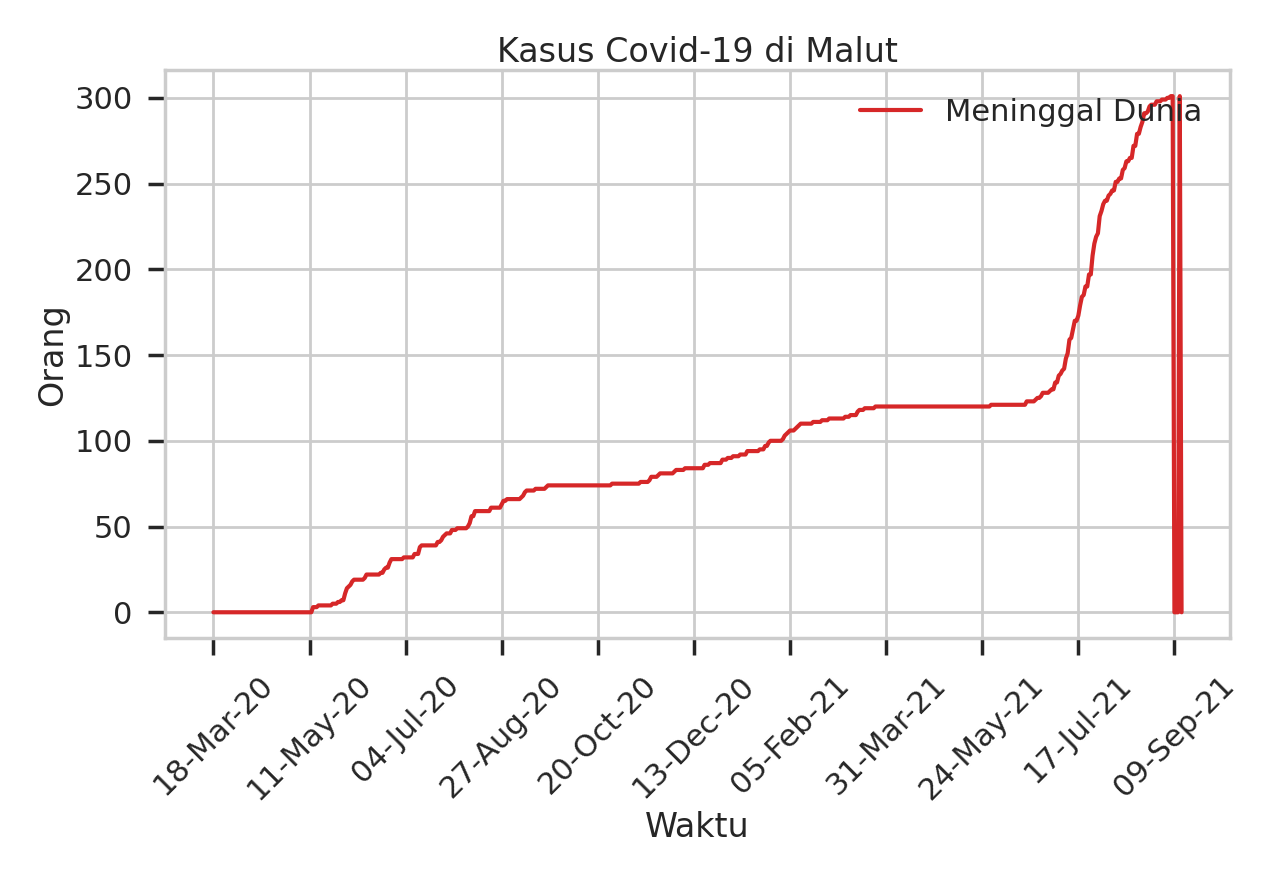 Kasus Covid-19 di Malut
Meninggal Dunia
Orang
300
250
200
150
100
50
0
18-Mar-20
11-May-20
04-Jul-20
27-Aug-20
20-Oct-20
13-Dec-20
05-Feb-21
31-Mar-21
24-May-21
17-Jul-21
09-Sep-21
Waktu